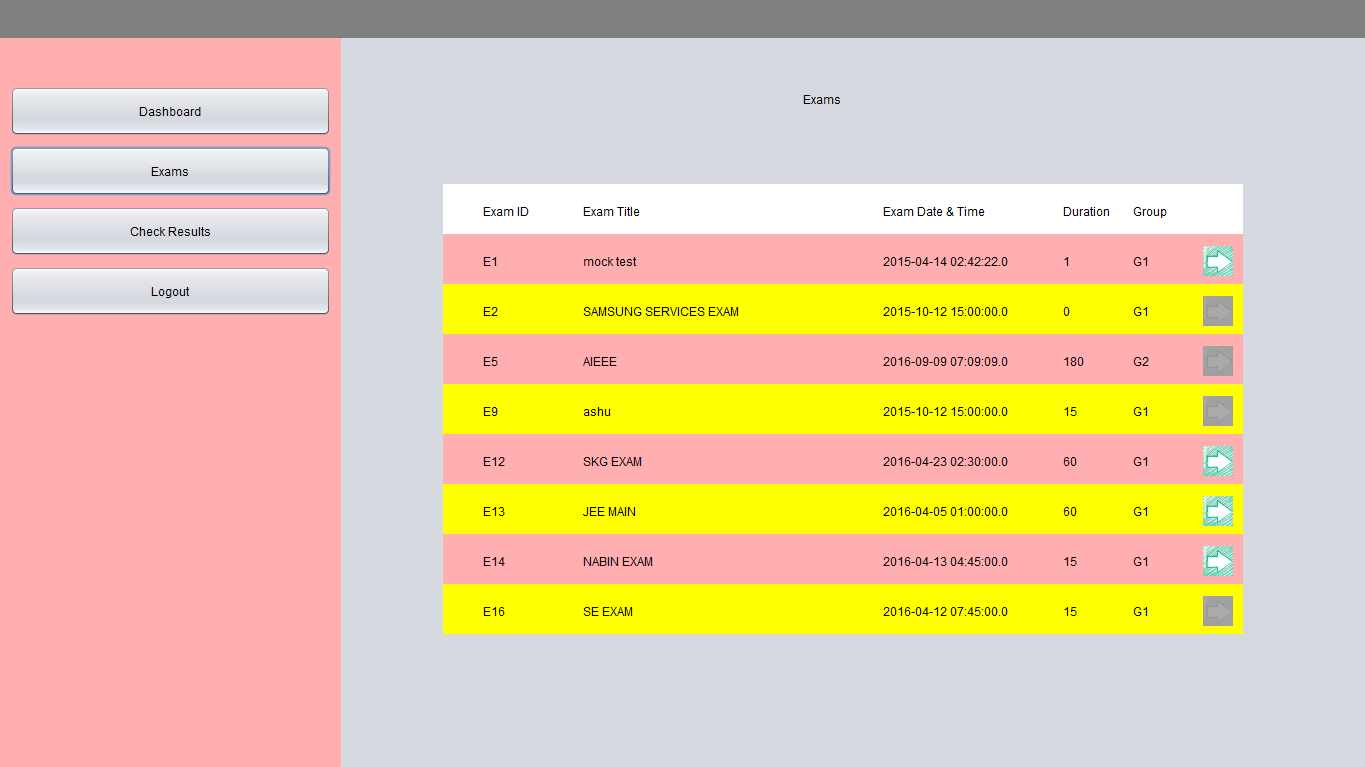 Exams
Dashboard
Exams
Check Results
Logout
Exam ID Exam Title Exam Date & Time Duration Group
E1 mock test 2015-04-14 02:42:22.0 1 G1
E2 SAMSUNG SERVICES EXAM 2015-10-12 15:00:00.0 0 G1
E5 AIEEE 2016-09-09 07:09:09.0 180 G2
E9 ashu 2015-10-12 15:00:00.0 15 G1
E12 SKG EXAM 2016-04-23 02:30:00.0 60 G1
E13 JEE MAIN 2016-04-05 01:00:00.0 60 G1
E14 NABIN EXAM 2016-04-13 04:45:00.0 15 G1
E16 SE EXAM 2016-04-12 07:45:00.0 15 G1